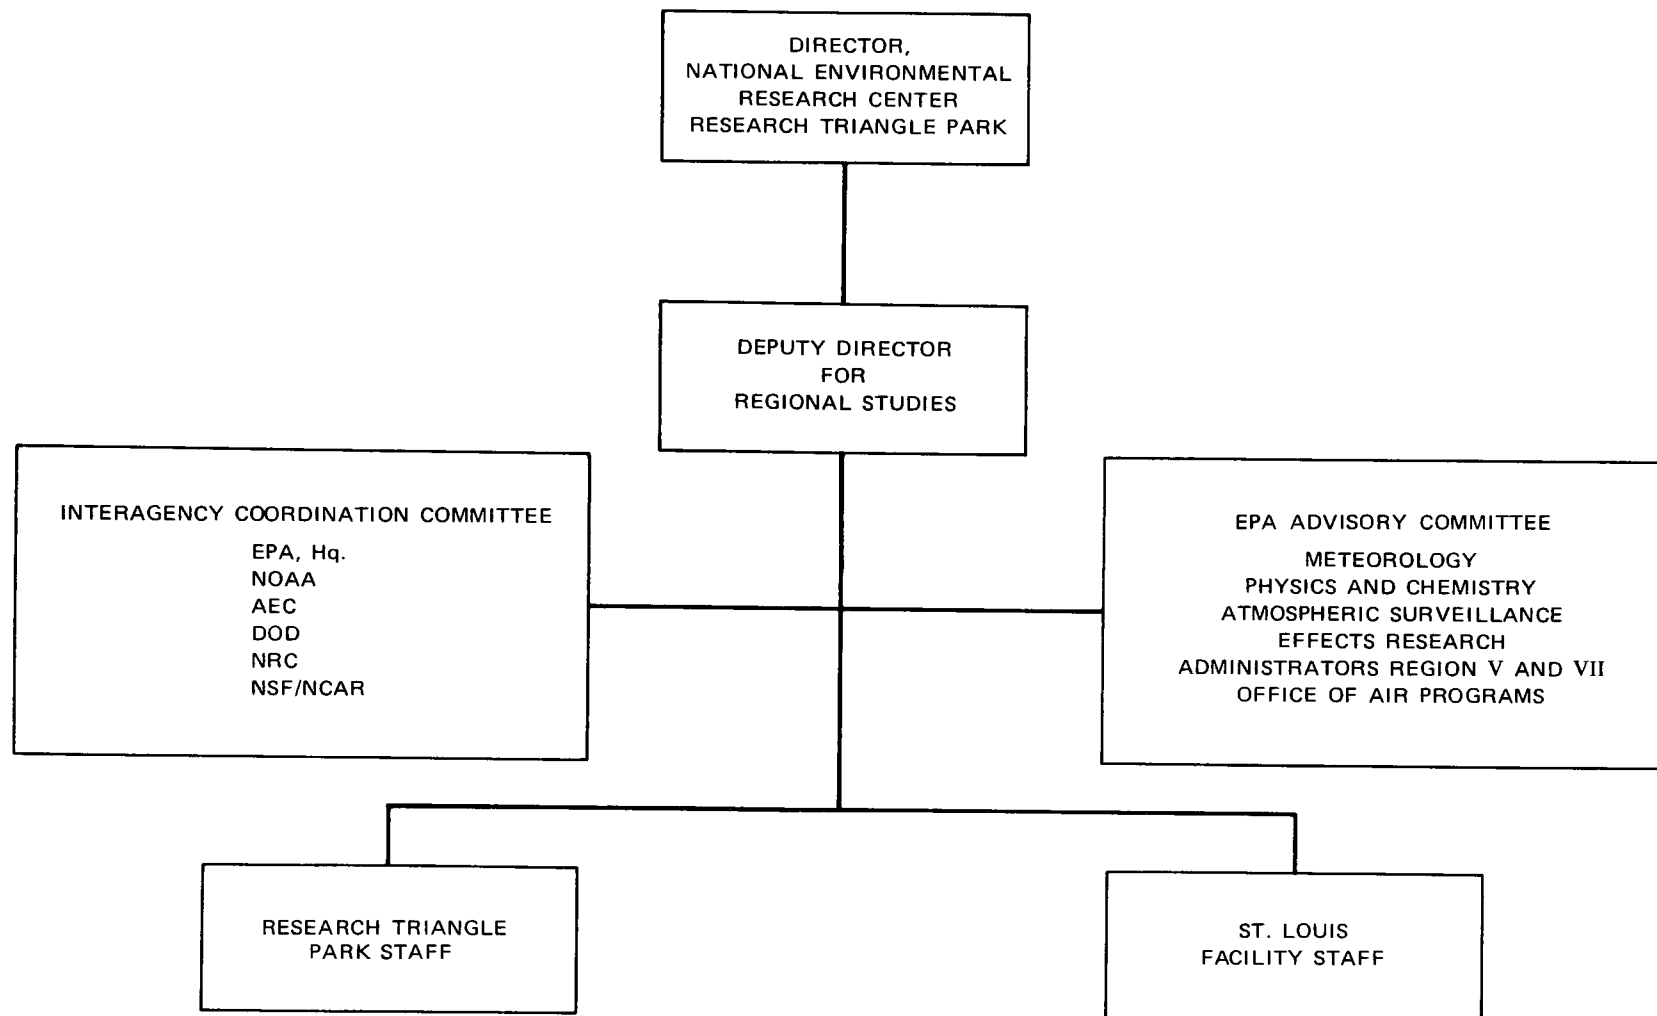 DIRECTOR,
NATIONAL ENVIRONMENTAL
RESEARCH CENTER
RESEARCH TRIANGLE PARK
DEPUTY DIRECTOR
FOR
REGIONAL STUDIES
INTERAGENCY COORDINATION COMMITTEE
EPA, Hq.
NOAA
AEC
DOD
NRC
NSF/NCAR
EPA ADVISORY COMMITTEE
METEOROLOGY
PHYSICS AND CHEMISTRY
ATMOSPHERIC SURVEILLANCE
EFFECTS RESEARCH
ADMINISTRATORS REGION V AND VII
OFFICE OF AIR PROGRAMS
RESEARCH TRIANGLE
PARK STAFF
ST. LOUIS
FACILITY STAFF